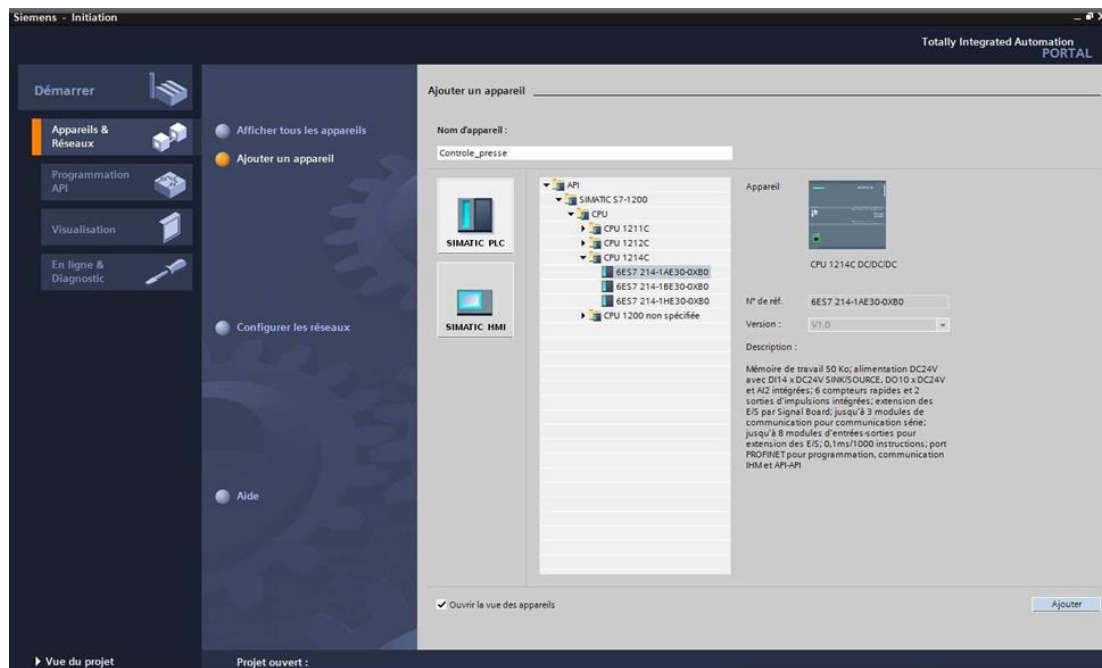 Siemens - Initiation
Totally Integrated Automation
PORTAL
Démarrer
Appareils &
Réseaux
Programmation
API
Visualisation
En ligne &
Diagnostic
Vue du projet
Afficher tous les appareils
Ajouter un appareil
Configurer les réseaux
Aide
Projet ouvert :
Ajouter un appareil
Nom d'appareil :
Controle_presse
SIMATIC PLC
SIMATIC HMI
API
SIMATIC S7-1200
CPU
CPU 1211C
CPU 1212C
CPU 1214C
6ES7 214-1AE30-0XB0
6ES7 214-1BE30-0XB0
6ES7 214-1HE30-0XB0
CPU 1200 non spécifiée
Appareil
CPU 1214C DC/DC/DC
N° de réf. 6ES7 214-1AE30-0XB0
Version : V1.0
Description :
Mémoire de travail 50 Ko; alimentation DC24V
avec DI14 x DC24V SINK/SOURCE, DO10 x DC24V
et AI2 intégrées; 6 compteurs rapides et 2
sorties d'impulsions intégrées; extension des
E/S par Signal Board; jusqu'à 3 modules de
communication pour communication série;
jusqu'à 8 modules d'entrées-sorties pour
extension des E/S; 0,1ms/1000 instructions; port
PROFINET pour programmation, communication
IHM et API-API
Ouvrir la vue des appareils
Ajouter